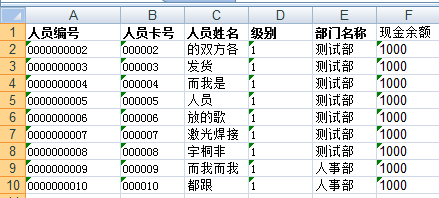 A B C D E F
1 人员编号 人员卡号 人员姓名 级别 部门名称 现金余额
2 0000000002 000002 的双方各 1 测试部 1000
3 0000000003 000003 发货 1 测试部 1000
4 0000000004 000004 而我是 1 测试部 1000
5 0000000005 000005 人员 1 测试部 1000
6 0000000006 000006 放的歌 1 测试部 1000
7 0000000007 000007 激光焊接 1 测试部 1000
8 0000000008 000008 宇桐非 1 测试部 1000
9 0000000009 000009 而我而我 1 人事部 1000
10 0000000010 000010 都跟 1 人事部 1000